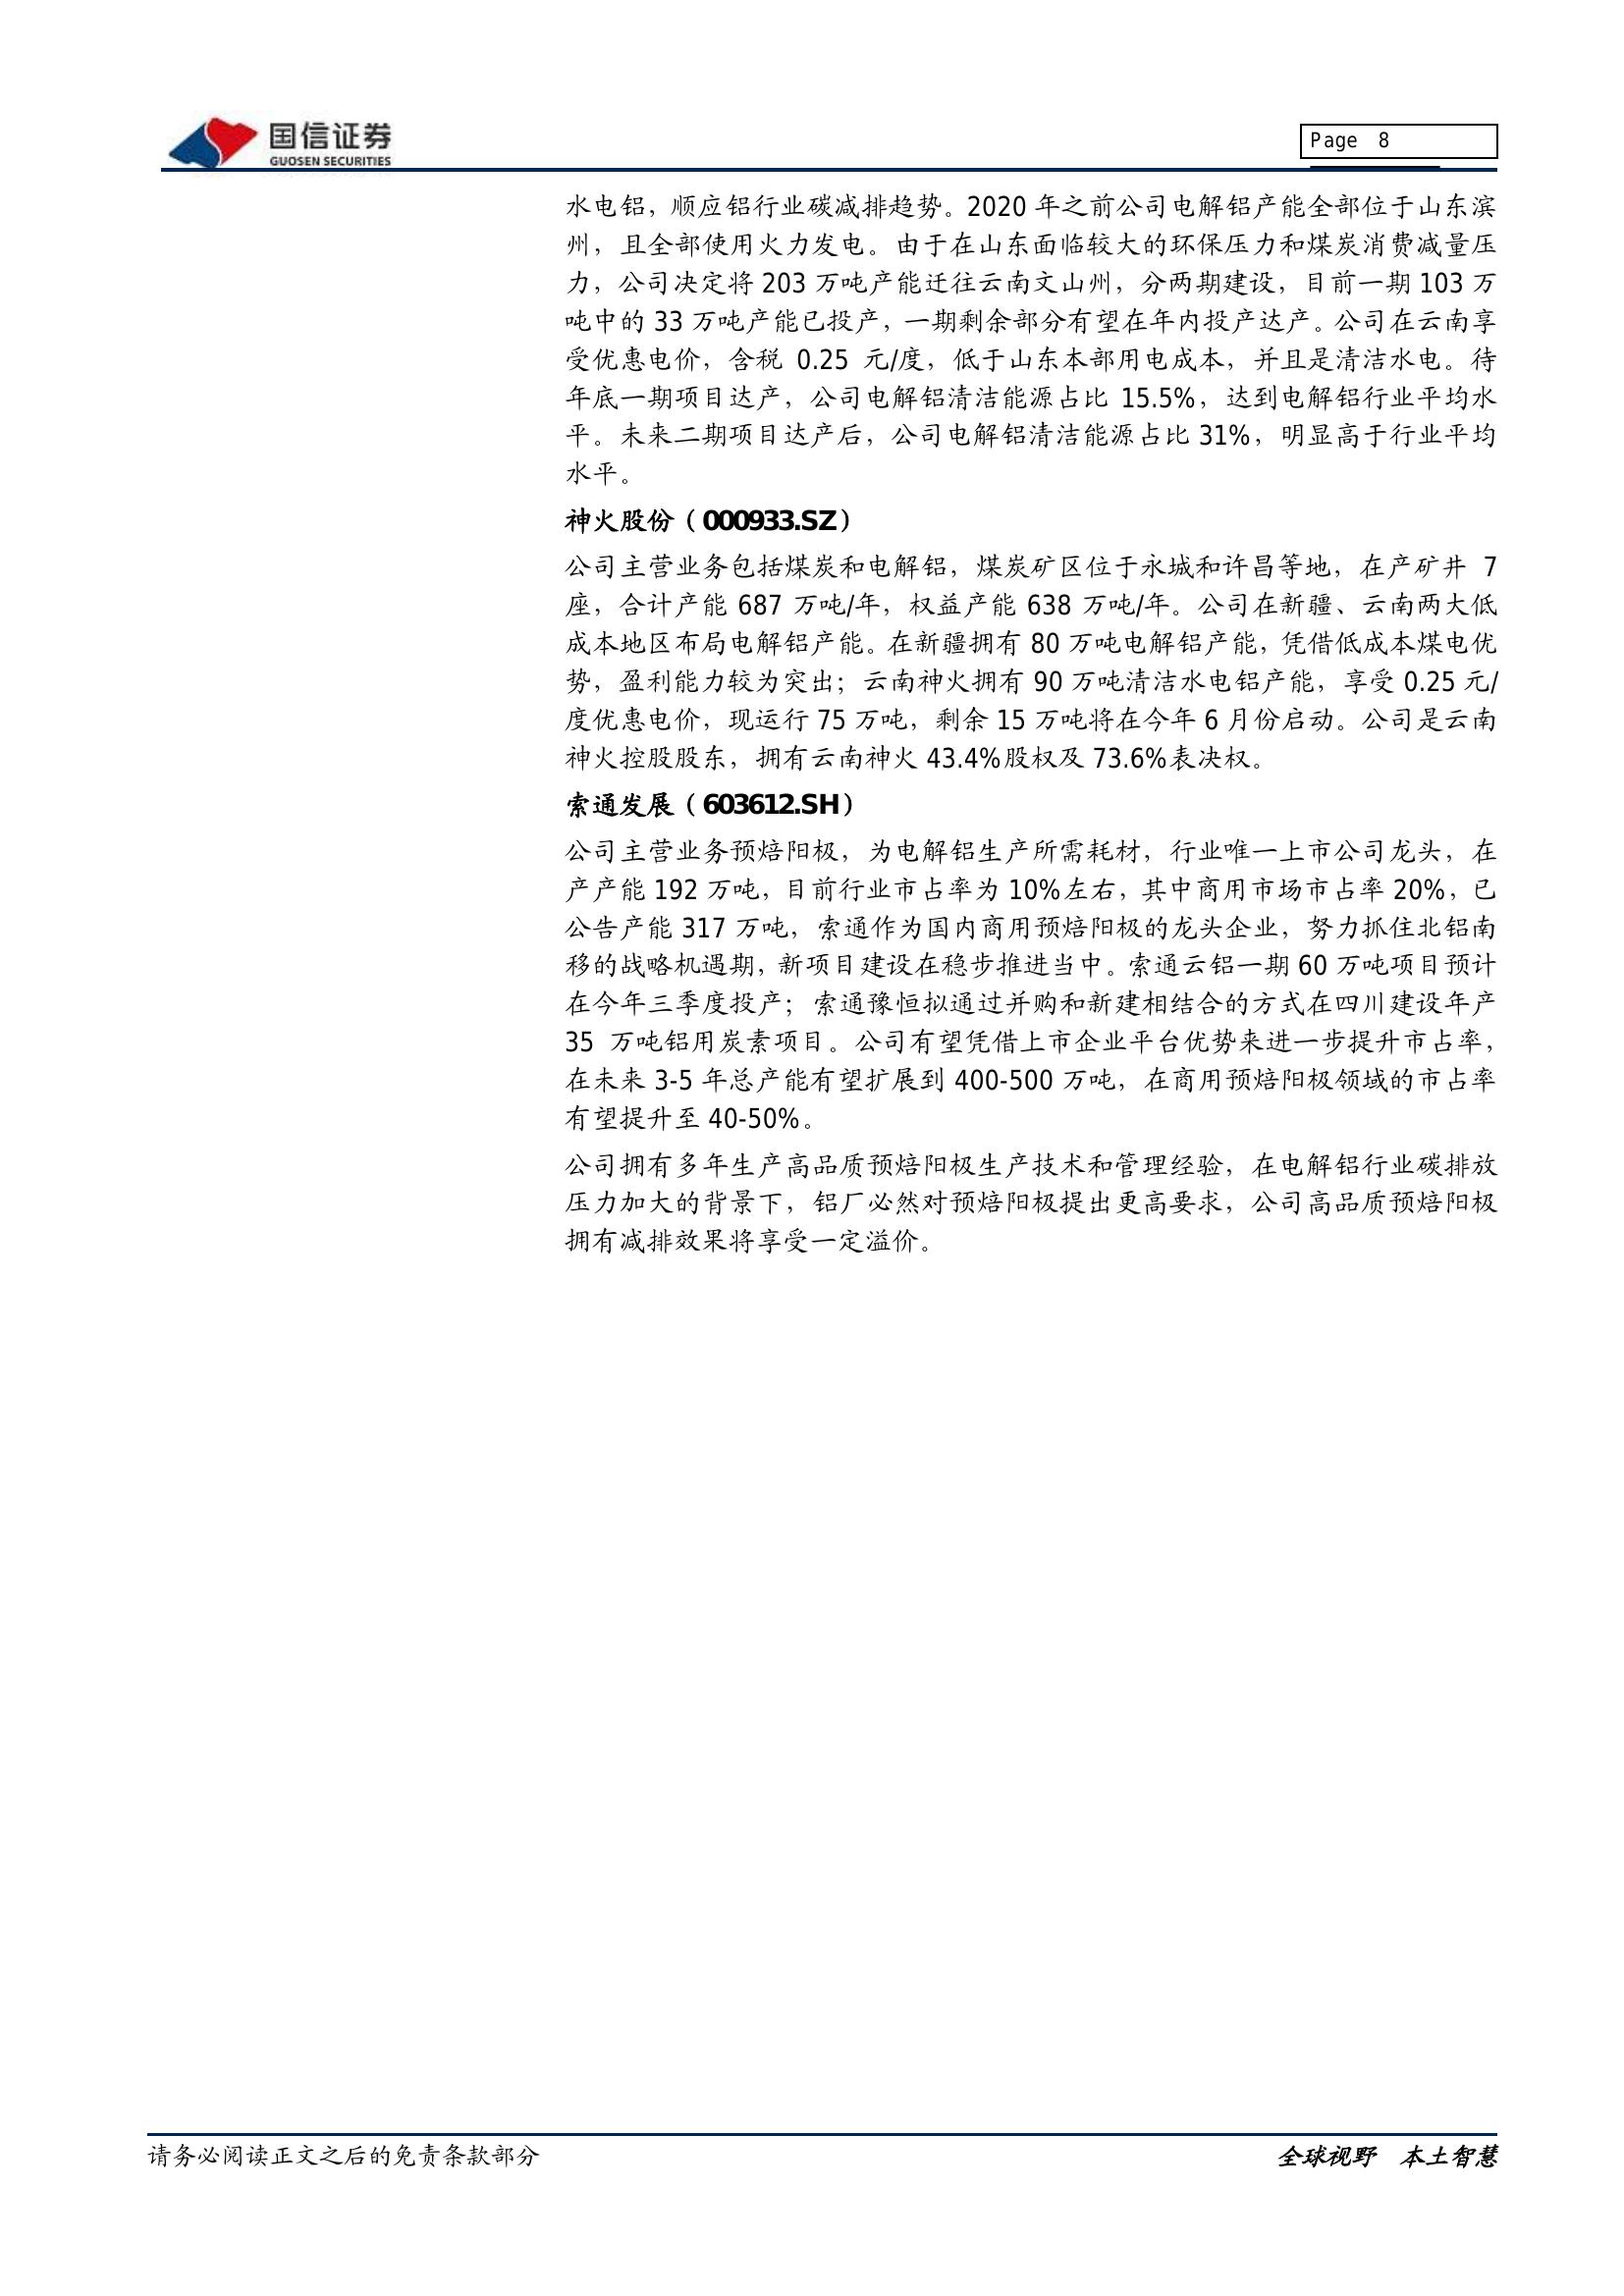 国信证券
GUOSEN SECURITIES
Page 8
水电铝，顺应铝行业碳减排趋势。2020 年之前公司电解铝产能全部位于山东滨
州，且全部使用火力发电。由于在山东面临较大的环保压力和煤炭消费减量压
力，公司决定将 203 万吨产能迁往云南文山州，分两期建设，目前一期 103 万
吨中的 33 万吨产能已投产，一期剩余部分有望在年内投产达产。公司在云南享
受优惠电价，含税 0.25 元/度，低于山东本部用电成本，并且是清洁水电。待
年底一期项目达产，公司电解铝清洁能源占比 15.5%，达到电解铝行业平均水
平。未来二期项目达产后，公司电解铝清洁能源占比 31%，明显高于行业平均
水平。
神火股份（000933.SZ）
公司主营业务包括煤炭和电解铝，煤炭矿区位于永城和许昌等地，在产矿井 7
座，合计产能 687 万吨/年，权益产能 638 万吨/年。公司在新疆、云南两大低
成本地区布局电解铝产能。在新疆拥有 80 万吨电解铝产能，凭借低成本煤电优
势，盈利能力较为突出；云南神火拥有 90 万吨清洁水电铝产能，享受 0.25 元/
度优惠电价，现运行 75 万吨，剩余 15 万吨将在今年 6 月份启动。公司是云南
神火控股股东，拥有云南神火 43.4%股权及 73.6%表决权。
索通发展（603612.SH）
公司主营业务预焙阳极，为电解铝生产所需耗材，行业唯一上市公司龙头，在
产产能 192 万吨，目前行业市占率为 10%左右，其中商用市场市占率 20%，已
公告产能 317 万吨，索通作为国内商用预焙阳极的龙头企业，努力抓住北铝南
移的战略机遇期，新项目建设在稳步推进当中。索通云铝一期 60 万吨项目预计
在今年三季度投产；索通豫恒拟通过并购和新建相结合的方式在四川建设年产
35 万吨铝用炭素项目。公司有望凭借上市企业平台优势来进一步提升市占率，
在未来 3-5 年总产能有望扩展到 400-500 万吨，在商用预焙阳极领域的市占率
有望提升至 40-50%。
公司拥有多年生产高品质预焙阳极生产技术和管理经验，在电解铝行业碳排放
压力加大的背景下，铝厂必然对预焙阳极提出更高要求，公司高品质预焙阳极
拥有减排效果将享受一定溢价。
请务必阅读正文之后的免责条款部分
全球视野 本土智慧